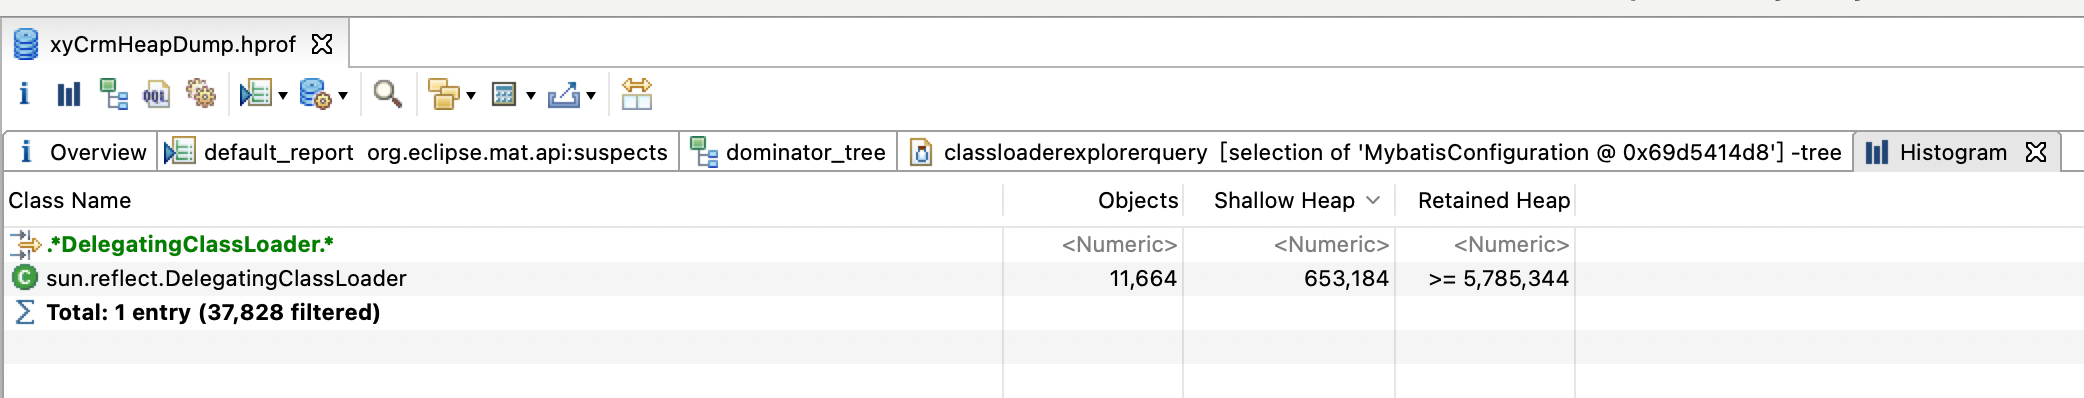 xyCrmHeapDump.hprof
i OQL
i Overview default_report org.eclipse.mat.api:suspects dominator_tree classloaderexplorerquery [selection of 'MybatisConfiguration @ 0x69d5414d8'] -tree Histogram
Class Name Objects Shallow Heap Retained Heap
.*DelegatingClassLoader.* <Numeric> <Numeric> <Numeric>
C sun.reflect.DelegatingClassLoader 11,664 653,184 >= 5,785,344
Σ Total: 1 entry (37,828 filtered)